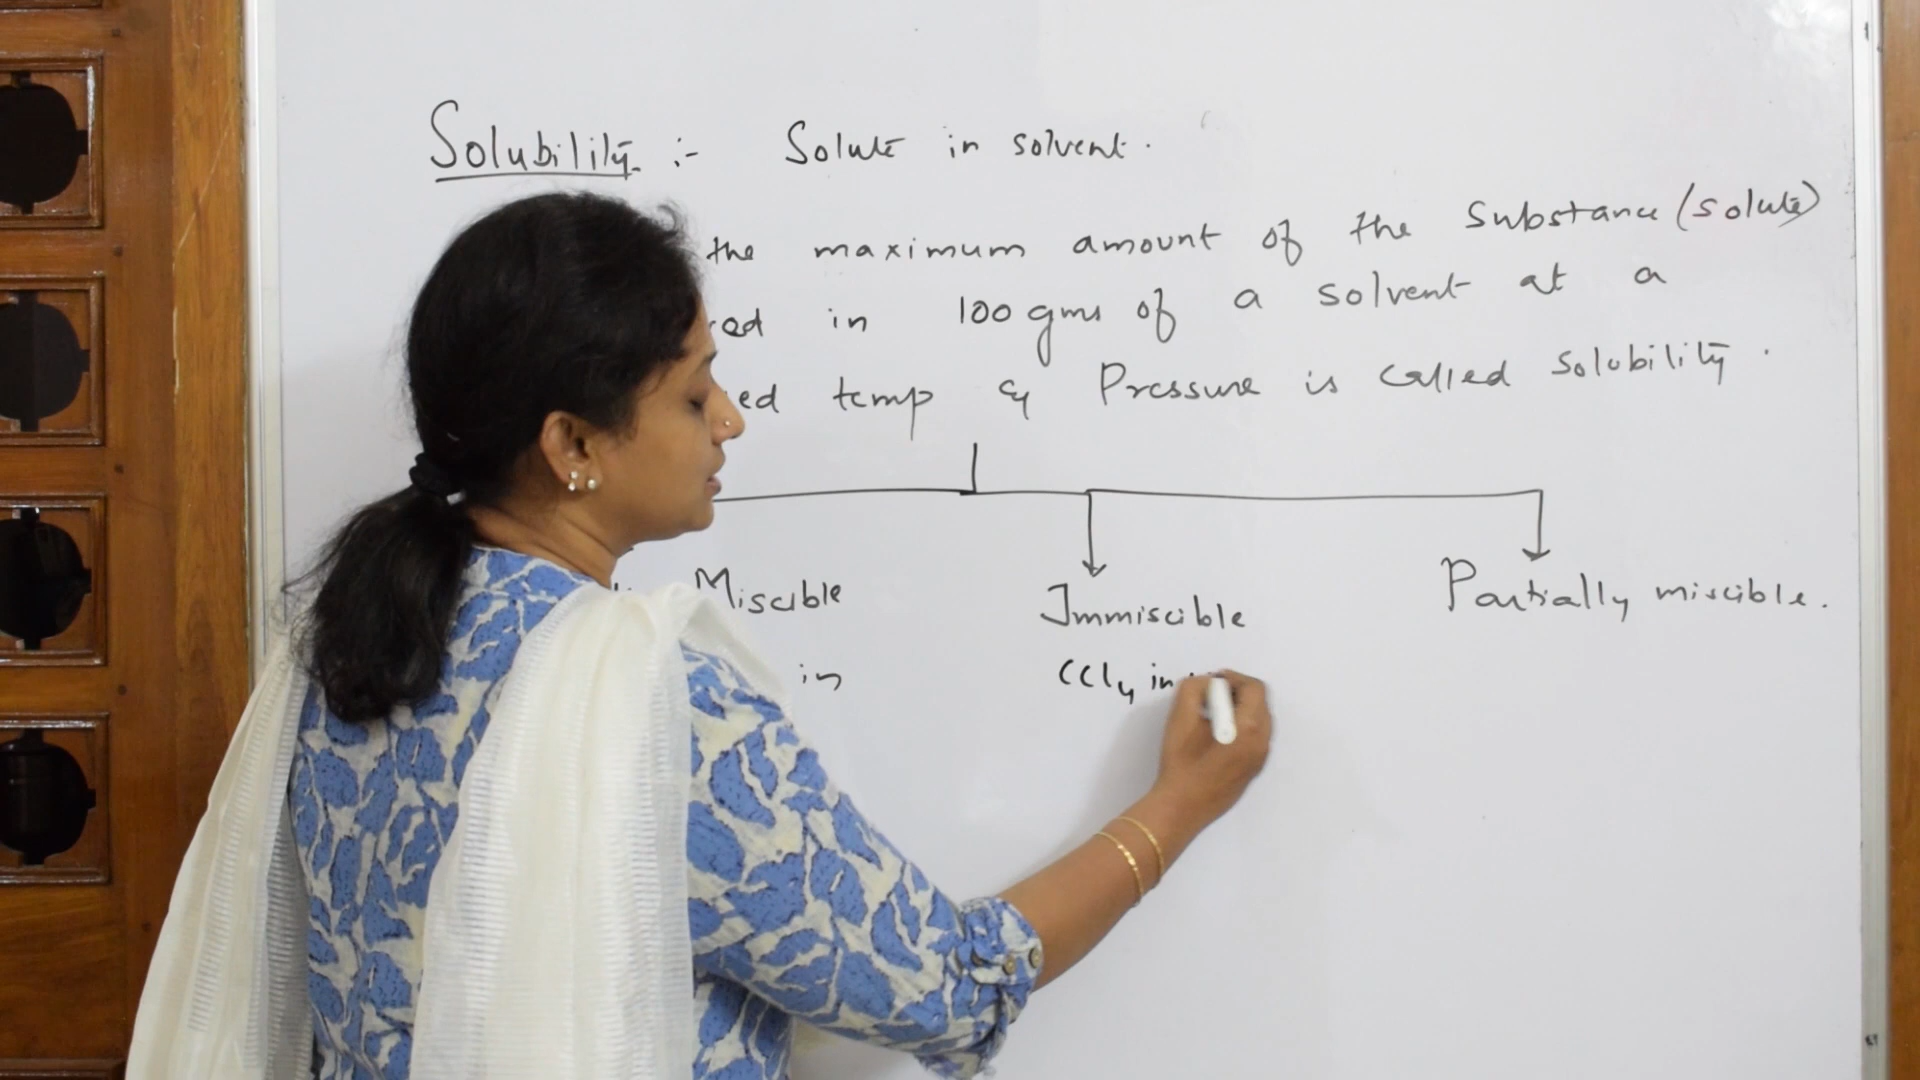 Solubility :- Solute in solvent.
the maximum amount of the Substance (solute)
in 100 gms of a solvent at a
temp & Pressure is called solubility.
Miscible Immiscible Partially miscible.
in CCl4 in